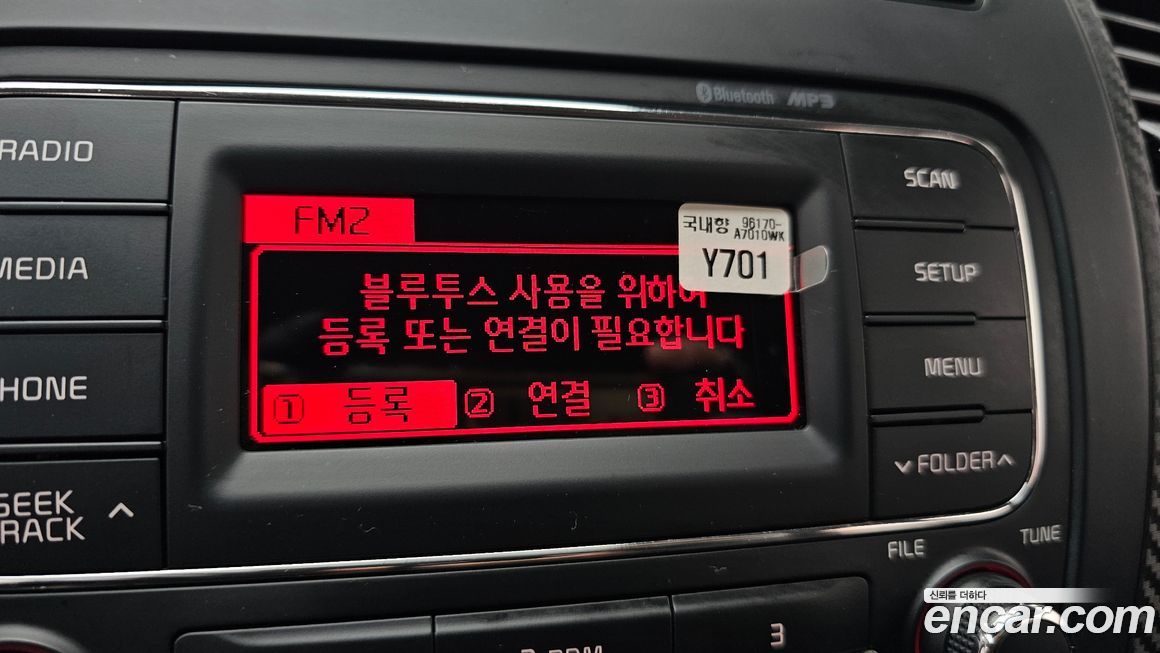 Bluetooth MP3
RADIO
MEDIA
PHONE
SEEK
TRACK
FM2
국내향 96170-
A7010WK
Y701
블루투스 사용을 위하여
등록 또는 연결이 필요합니다
1 등록 2 연결 3 취소
SCAN
SETUP
MENU
FOLDER
FILE
TUNE
3
신뢰를 더하다
encar.com